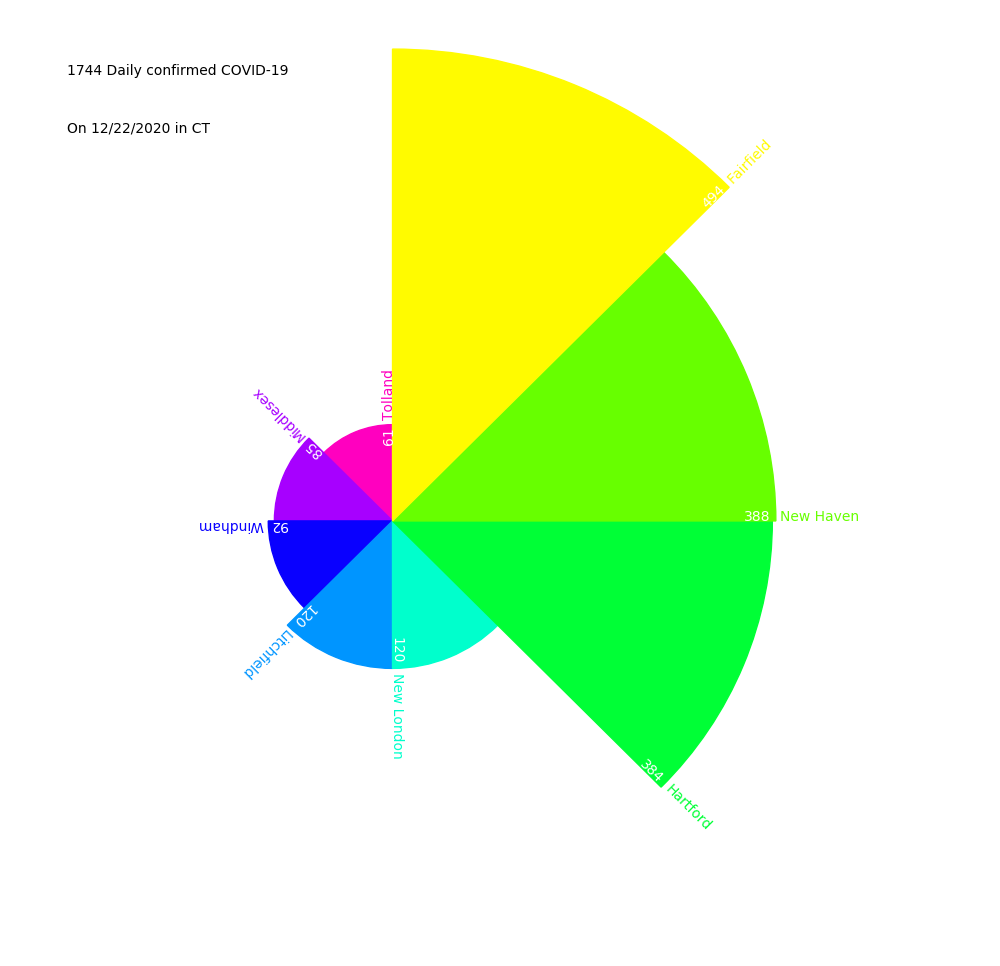 1744 Daily confirmed COVID-19
On 12/22/2020 in CT
494 Fairfield
388 New Haven
384 Hartford
120 New London
120 Litchfield
92 Windham
85 Middlesex
61 Tolland